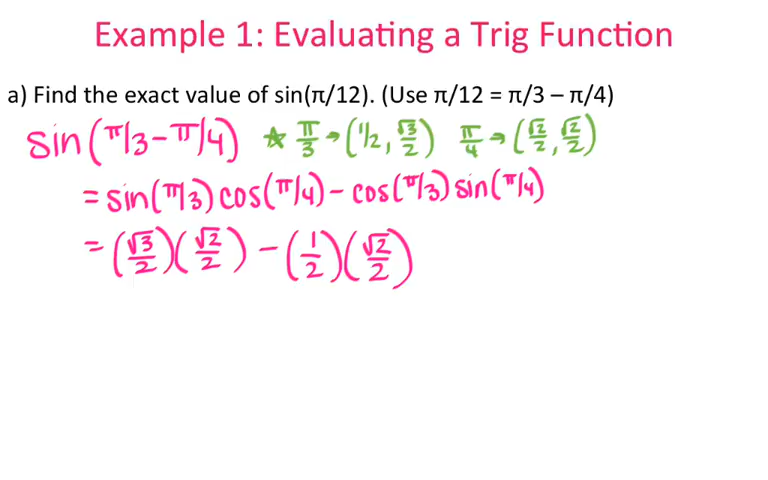 Example 1: Evaluating a Trig Function
a) Find the exact value of sin(π/12). (Use π/12 = π/3 – π/4)
sin(π/3-π/4) ★ π/3 → (1/2, √3/2) π/4 → (√2/2, √2/2)
= sin(π/3) cos(π/4) - cos(π/3) sin(π/4)
= (√3/2)(√2/2) - (1/2)(√2/2)